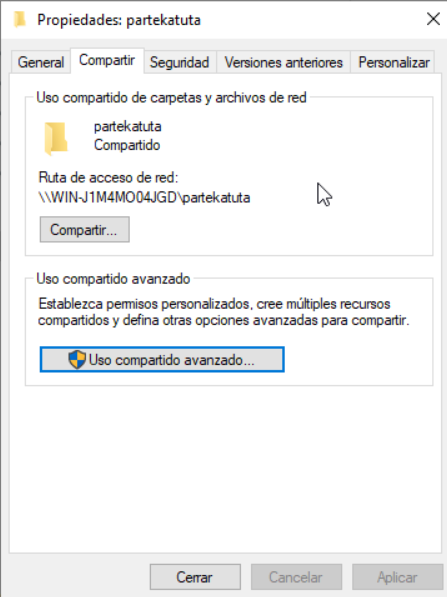 Propiedades: partekatuta
General Compartir Seguridad Versiones anteriores Personalizar
Uso compartido de carpetas y archivos de red
partekatuta
Compartido
Ruta de acceso de red:
\\WIN-J1M4MO04JGD\partekatuta
Compartir...
Uso compartido avanzado
Establezca permisos personalizados, cree múltiples recursos
compartidos y defina otras opciones avanzadas para compartir.
Uso compartido avanzado...
Cerrar Cancelar Aplicar